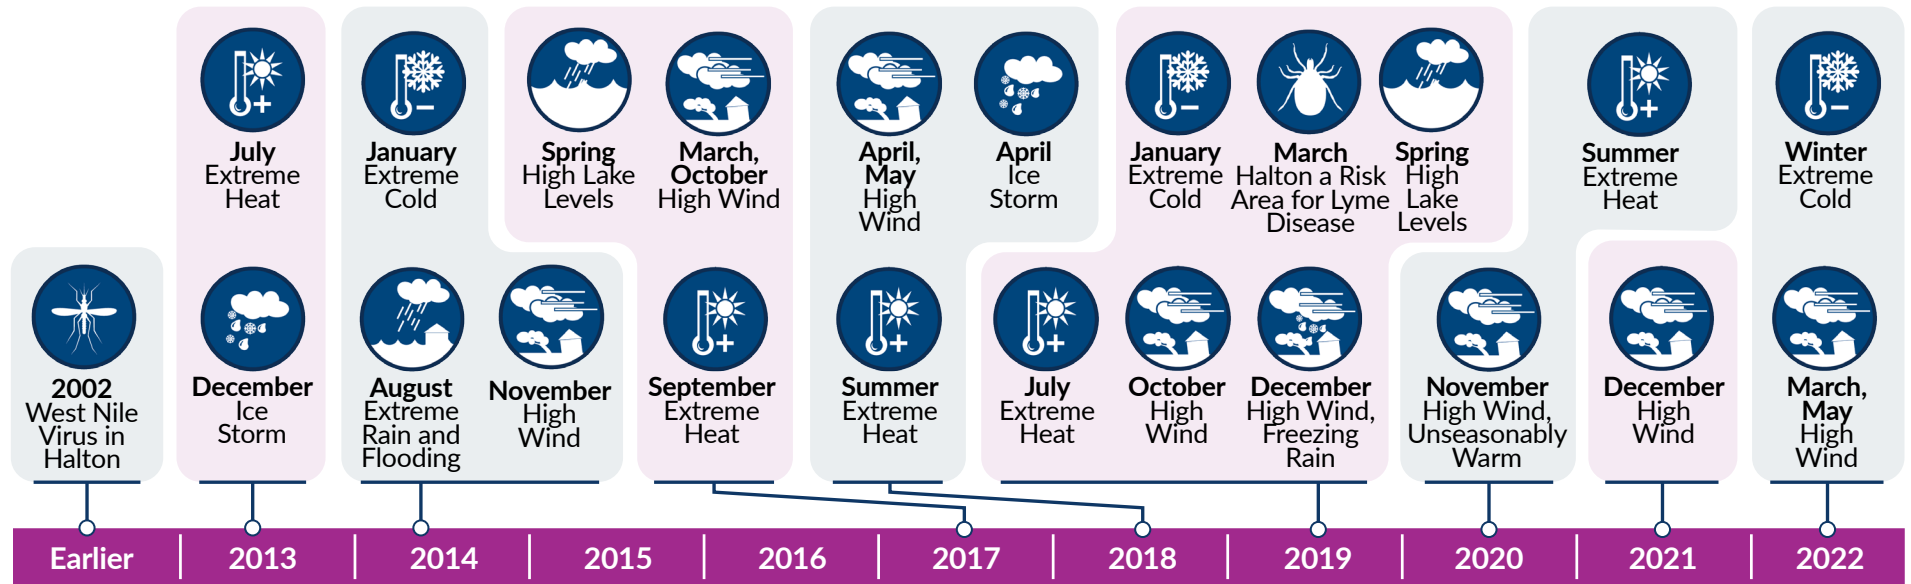 July
Extreme
Heat
January
Extreme
Cold
Spring
High Lake
Levels
March,
October
High Wind
April,
May
High
Wind
April
Ice
Storm
January
Extreme
Cold
March
Halton a Risk
Area for Lyme
Disease
Spring
High
Lake
Levels
Summer
Extreme
Heat
Winter
Extreme
Cold
2002
West Nile
Virus in
Halton
December
Ice
Storm
August
Extreme
Rain and
Flooding
November
High
Wind
September
Extreme
Heat
Summer
Extreme
Heat
July
Extreme
Heat
October
High
Wind
December
High Wind,
Freezing
Rain
November
High Wind,
Unseasonably
Warm
December
High
Wind
March,
May
High
Wind
Earlier
2013
2014
2015
2016
2017
2018
2019
2020
2021
2022